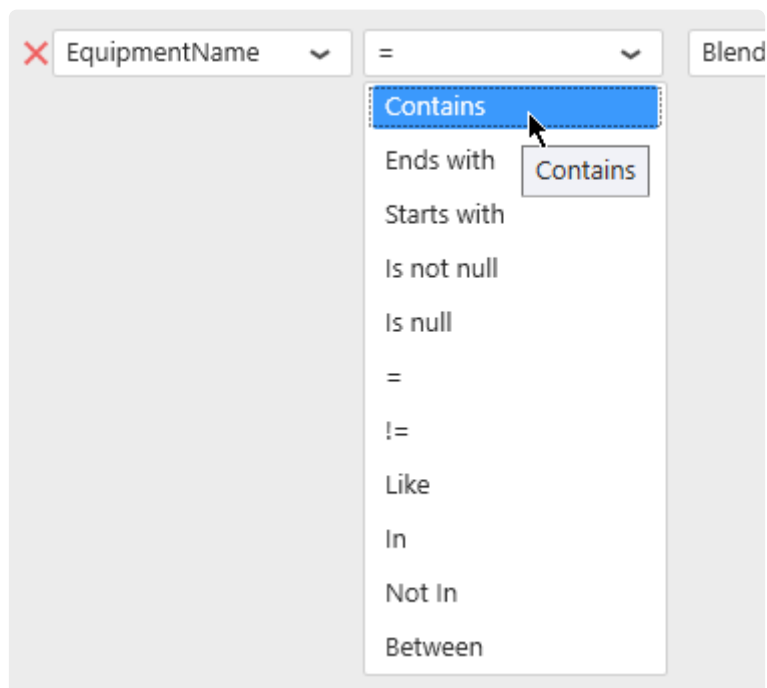 EquipmentName = Blend
Contains
Ends with
Contains
Starts with
Is not null
Is null
=
!=
Like
In
Not In
Between